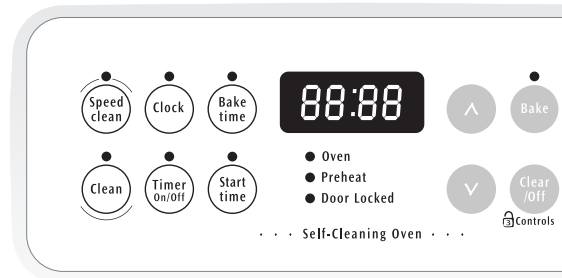 Speed
clean
Clock
Bake
time
88:88
Bake
Clean
Timer
On/Off
Start
time
Oven
Preheat
Door Locked
Clear
/Off
3 Controls
Self-Cleaning Oven